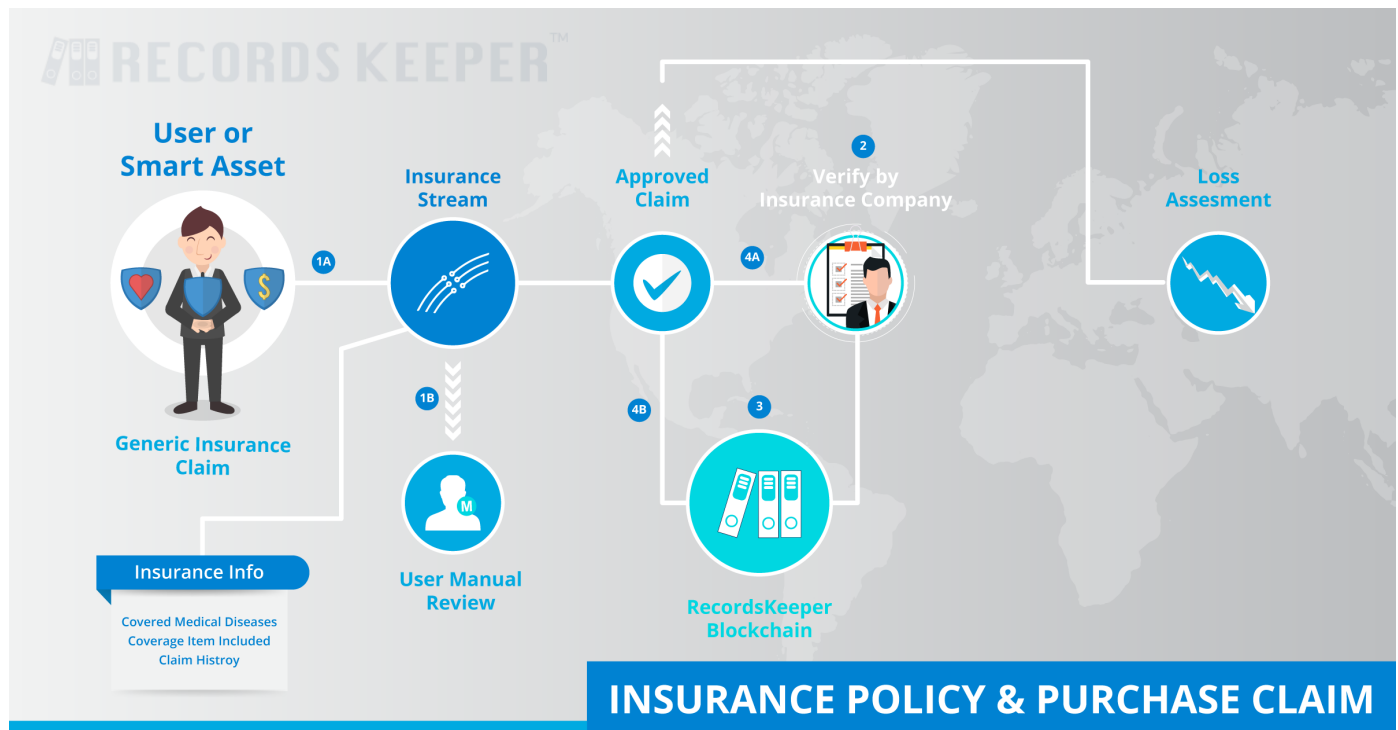 RECORDS KEEPER™
User or
Smart Asset
Generic Insurance
Claim
1A
Insurance
Stream
1B
User Manual
Review
M
$
Insurance Info
Covered Medical Diseases
Coverage Item Included
Claim Histroy
Approved
Claim
4A
2
Verify by
Insurance Company
4B
3
RecordsKeeper
Blockchain
Loss
Assesment
INSURANCE POLICY & PURCHASE CLAIM